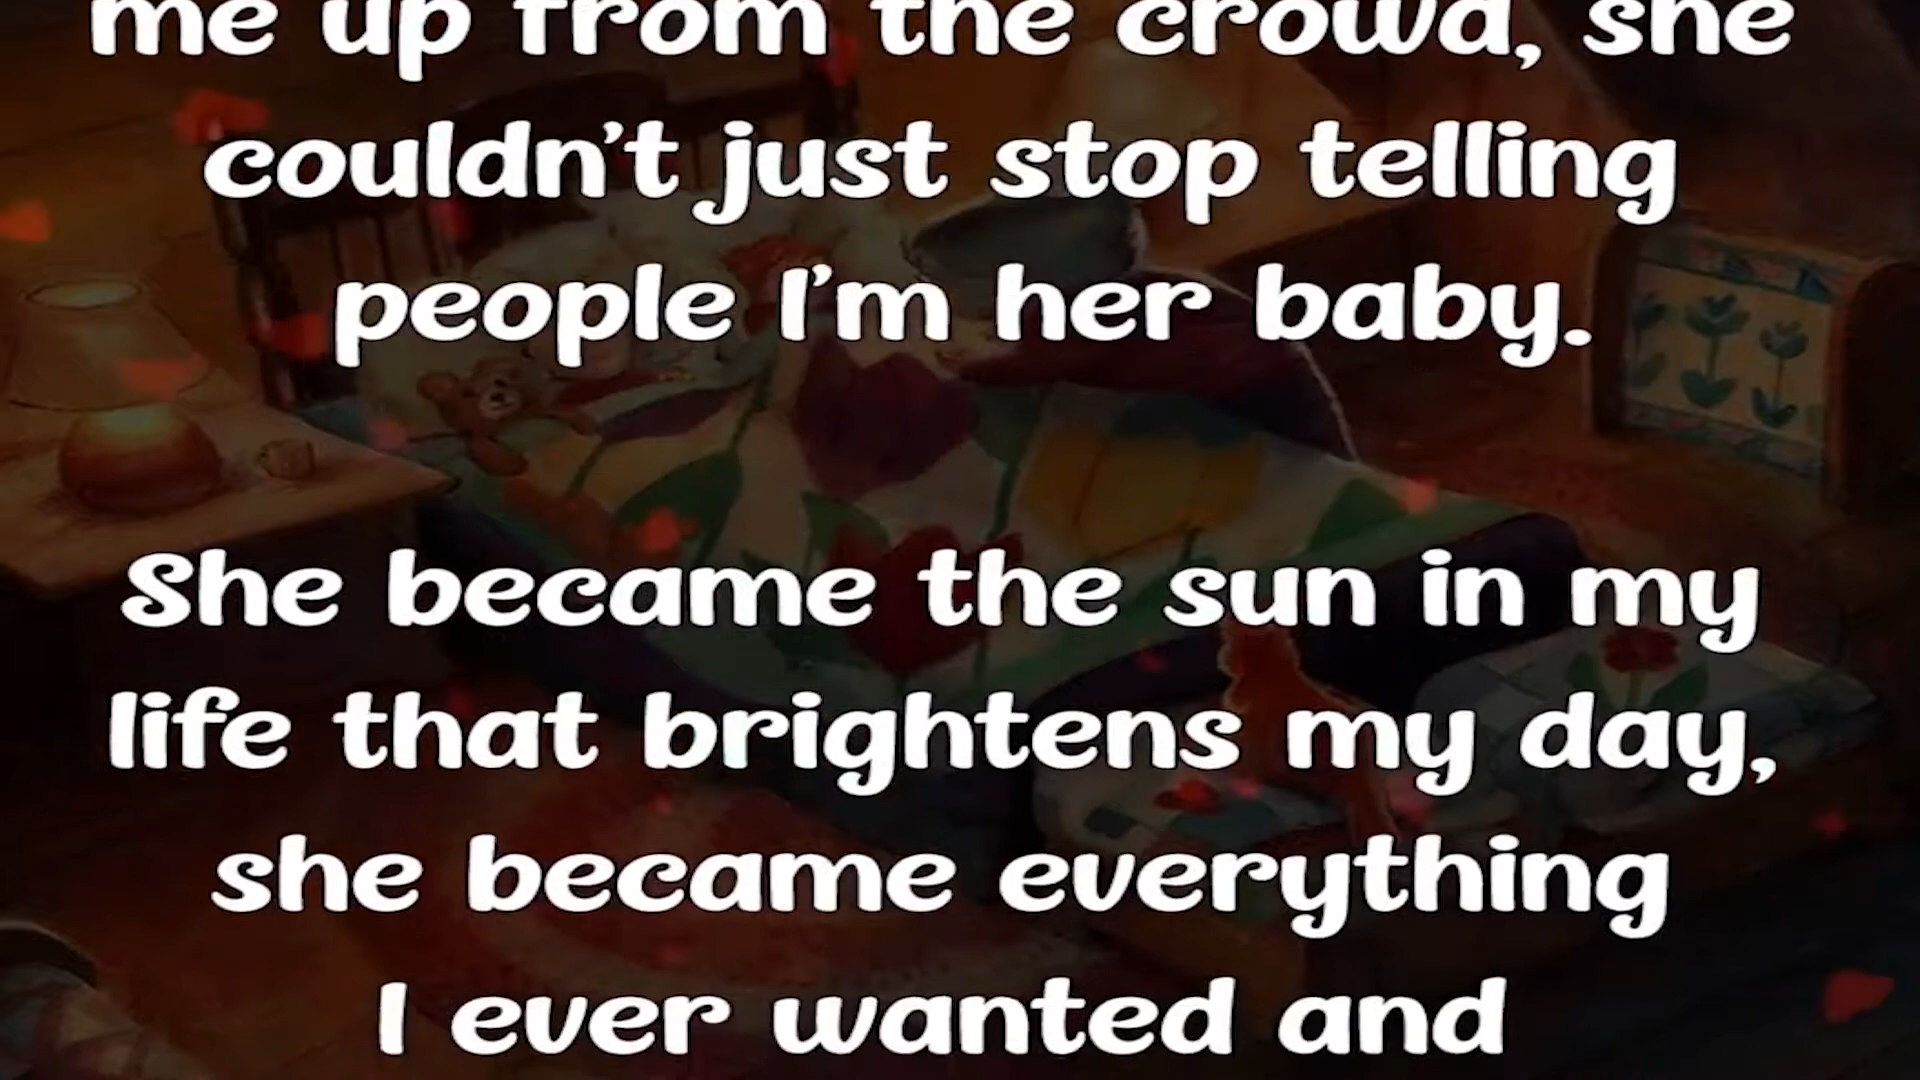 me up from the crowd, she
couldn't just stop telling
people I'm her baby.
She became the sun in my
life that brightens my day,
she became everything
I ever wanted and